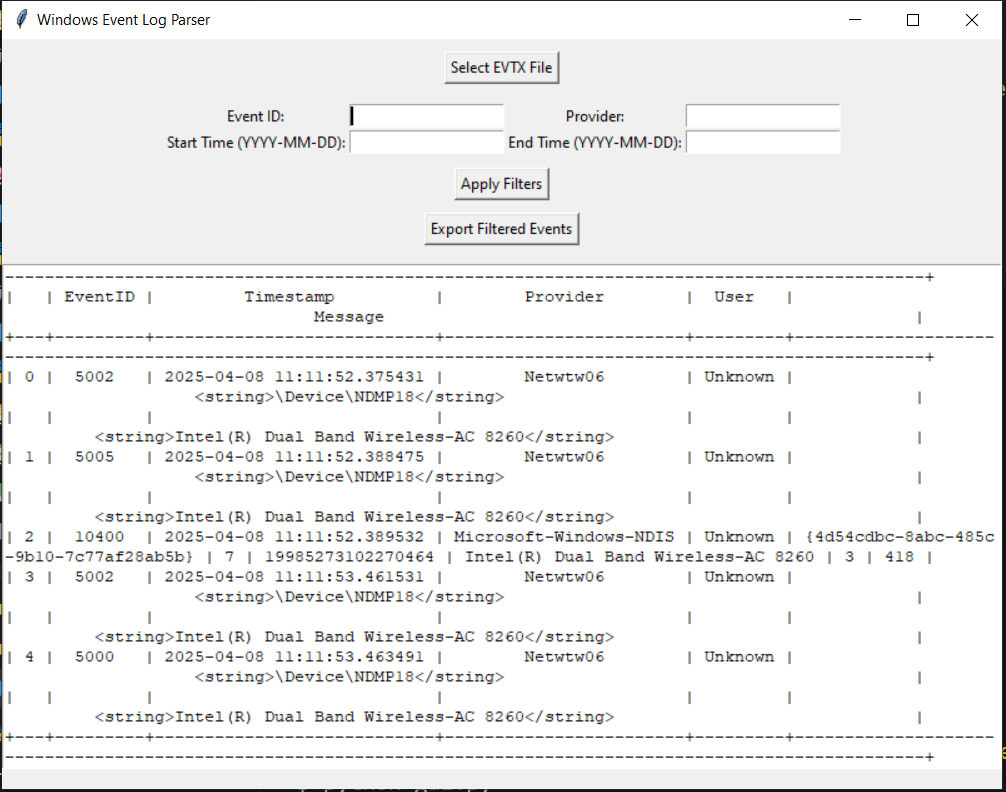 Windows Event Log Parser
Select EVTX File
Event ID: Provider:
Start Time (YYYY-MM-DD): End Time (YYYY-MM-DD):
Apply Filters
Export Filtered Events
--------------------------------------------------------------------------------------------+
|   | EventID |         Timestamp          |        Provider        |  User   |
                               Message                                                     |
+---+---------+----------------------------+------------------------+---------+--------------------
--------------------------------------------------------------------------------------------+
| 0 |  5002   | 2025-04-08 11:11:52.375431 |        Netwtw06        | Unknown |
                   <string>\Device\NDMP18</string>                                         |
|   |         |                            |                        |         |
         <string>Intel(R) Dual Band Wireless-AC 8260</string>                              |
| 1 |  5005   | 2025-04-08 11:11:52.388475 |        Netwtw06        | Unknown |
                   <string>\Device\NDMP18</string>                                         |
|   |         |                            |                        |         |
         <string>Intel(R) Dual Band Wireless-AC 8260</string>                              |
| 2 |  10400  | 2025-04-08 11:11:52.389532 | Microsoft-Windows-NDIS | Unknown | {4d54cdbc-8abc-485c
-9b10-7c77af28ab5b} | 7 | 19985273102270464 | Intel(R) Dual Band Wireless-AC 8260 | 3 | 418 |
| 3 |  5002   | 2025-04-08 11:11:53.461531 |        Netwtw06        | Unknown |
                   <string>\Device\NDMP18</string>                                         |
|   |         |                            |                        |         |
         <string>Intel(R) Dual Band Wireless-AC 8260</string>                              |
| 4 |  5000   | 2025-04-08 11:11:53.463491 |        Netwtw06        | Unknown |
                   <string>\Device\NDMP18</string>                                         |
|   |         |                            |                        |         |
         <string>Intel(R) Dual Band Wireless-AC 8260</string>                              |
+---+---------+----------------------------+------------------------+---------+--------------------
--------------------------------------------------------------------------------------------+